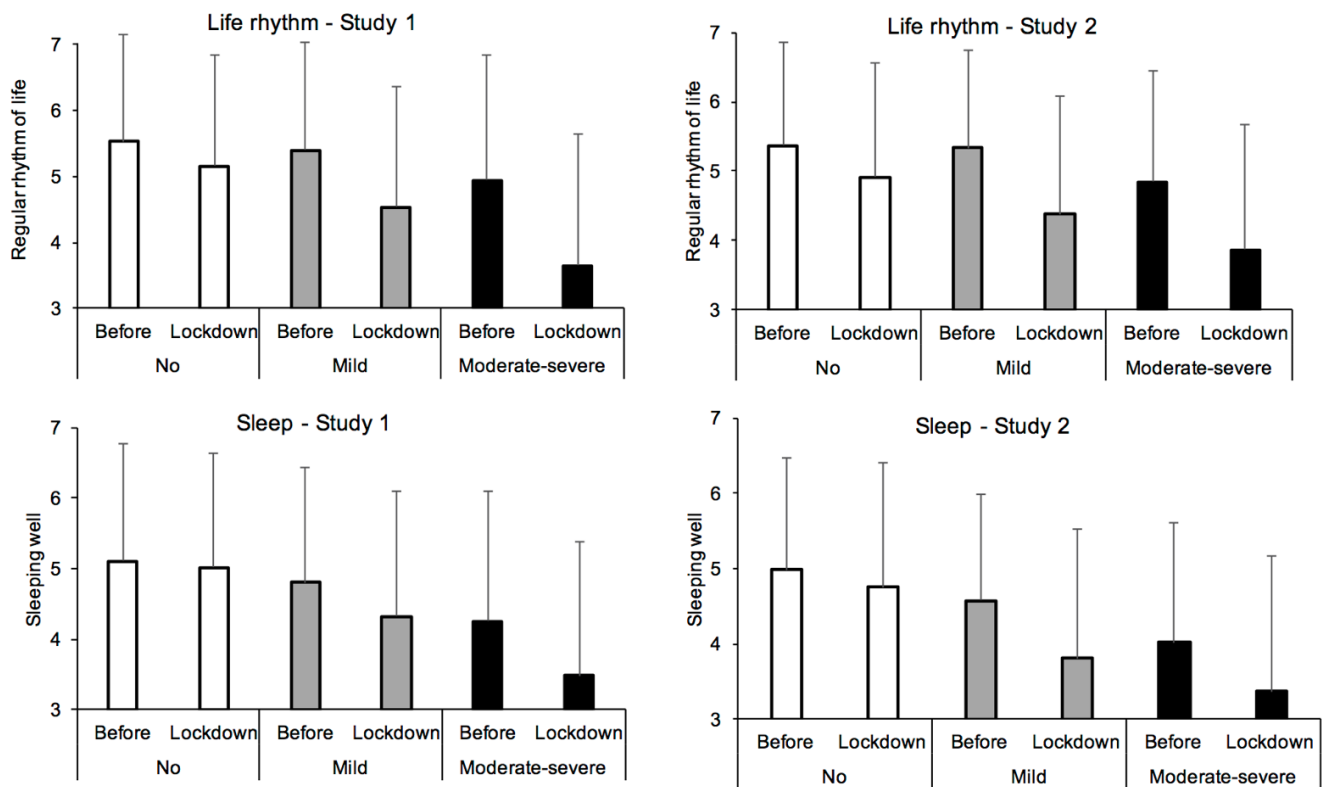 Life rhythm - Study 1
Regular rhythm of life
7
6
5
4
3
Before Lockdown Before Lockdown Before Lockdown
No Mild Moderate-severe
Life rhythm - Study 2
Regular rhythm of life
7
6
5
4
3
Before Lockdown Before Lockdown Before Lockdown
No Mild Moderate-severe
Sleep - Study 1
Sleeping well
7
6
5
4
3
Before Lockdown Before Lockdown Before Lockdown
No Mild Moderate-severe
Sleep - Study 2
Sleeping well
7
6
5
4
3
Before Lockdown Before Lockdown Before Lockdown
No Mild Moderate-severe